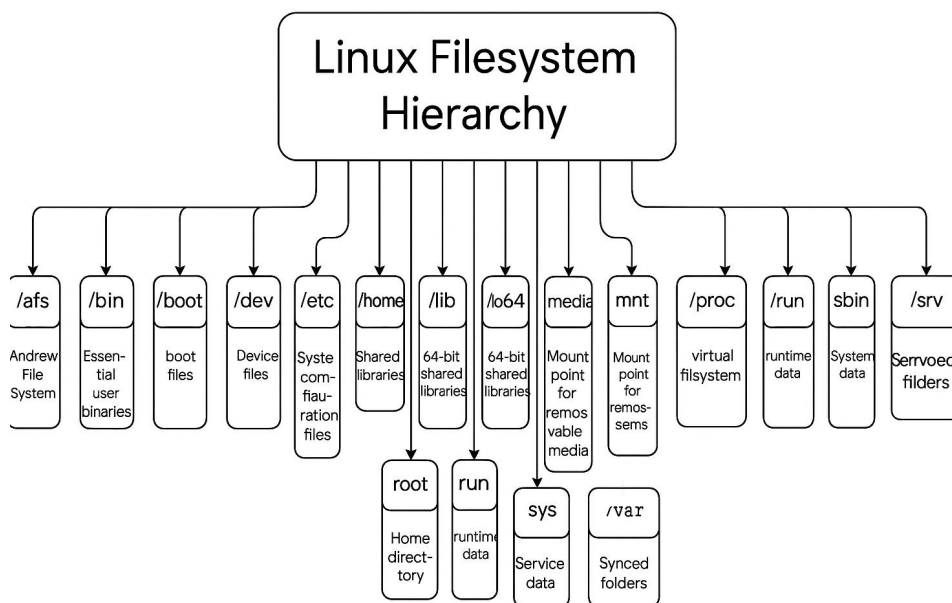 Linux Filesystem
Hierarchy
/afs
Andrew
File
System
/bin
Essen-
tial
user
binaries
/boot
boot
files
/dev
Device
files
/etc
Syste
com-
fiau-
ration
files
/home
Shared
libraries
/lib
64-bit
shared
libraries
/lo64
64-bit
shared
libraries
media
Mount
point
for
remos
vable
media
mnt
Mount
point
for
remos-
sems
/proc
virtual
filsystem
/run
runtime
data
sbin
System
data
/srv
Serrvoed
filders
root
Home
direct-
tory
run
runtime
data
sys
Service
data
/var
Synced
folders